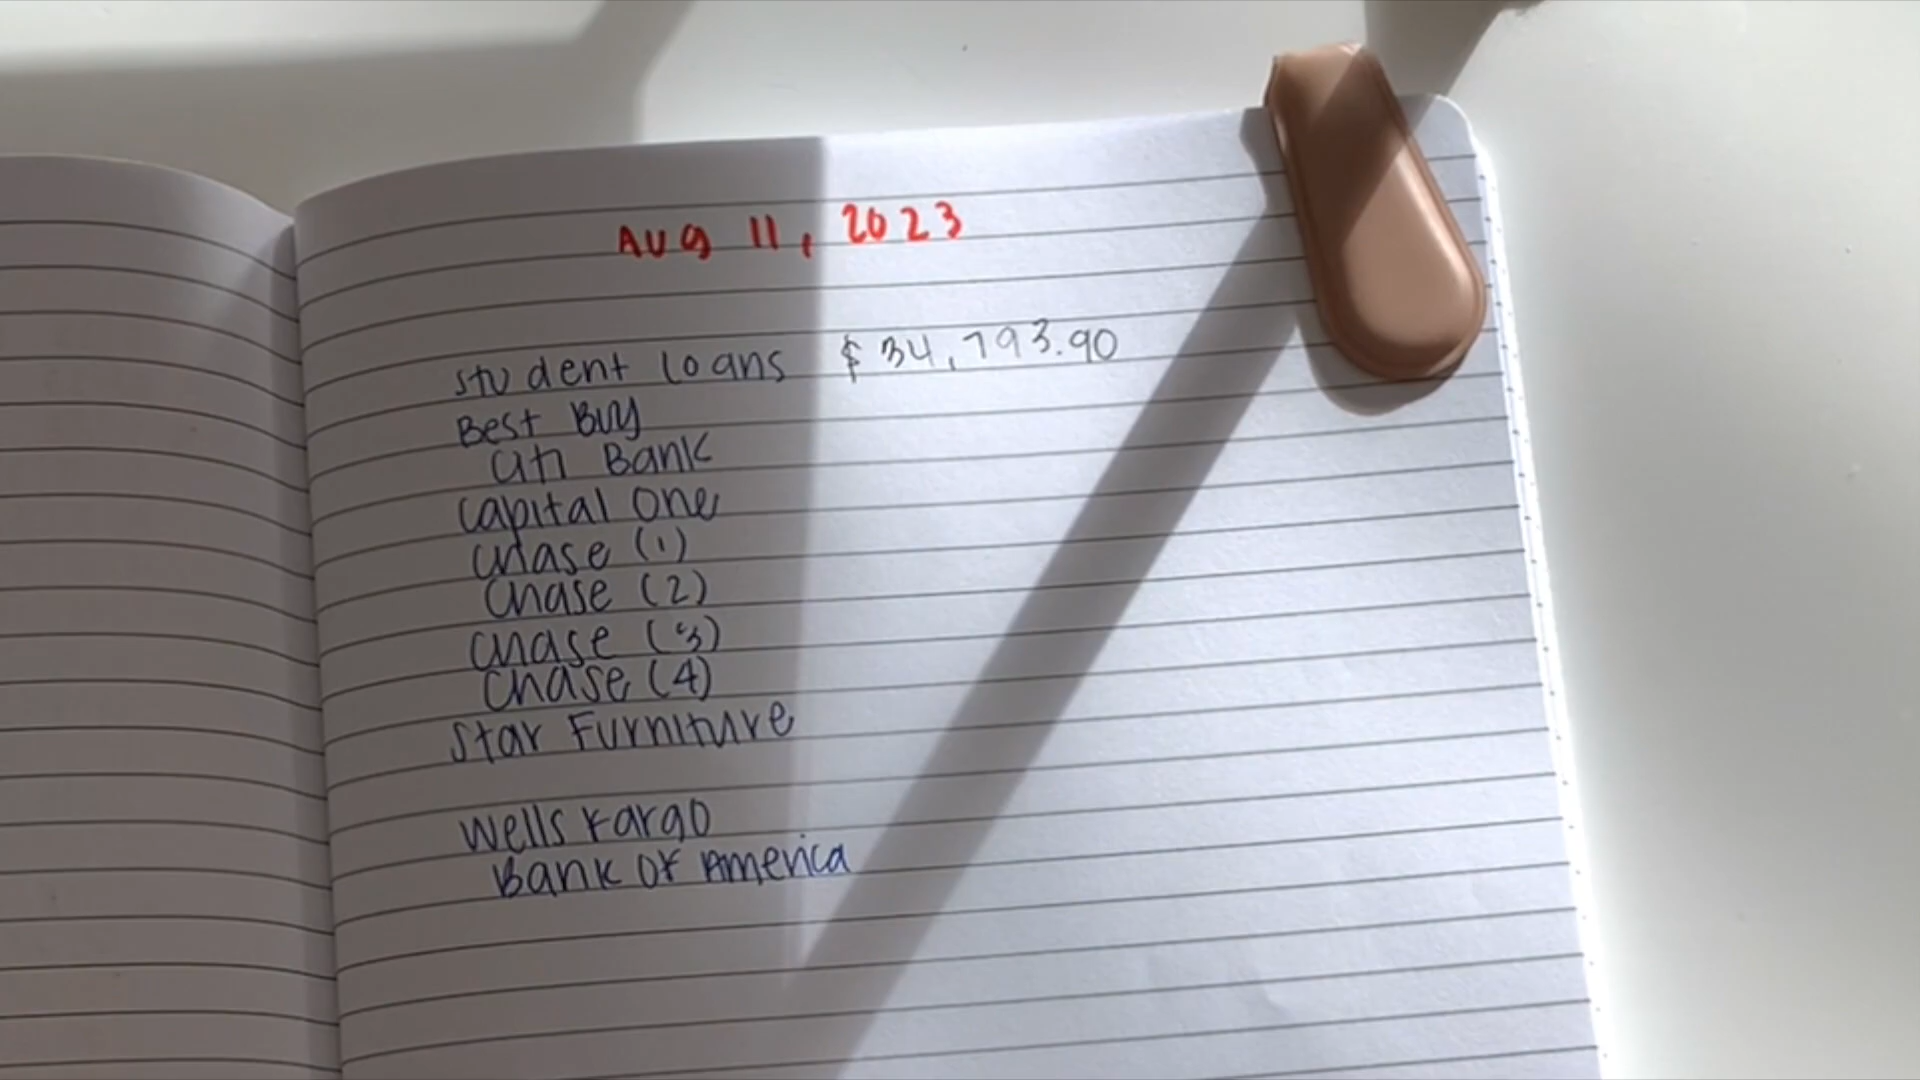 Aug 11, 2023
student loans $34,793.90
Best Buy
Citi Bank
Capital One
Chase (1)
Chase (2)
Chase (3)
Chase (4)
Star Furniture
Wells Fargo
Bank of America